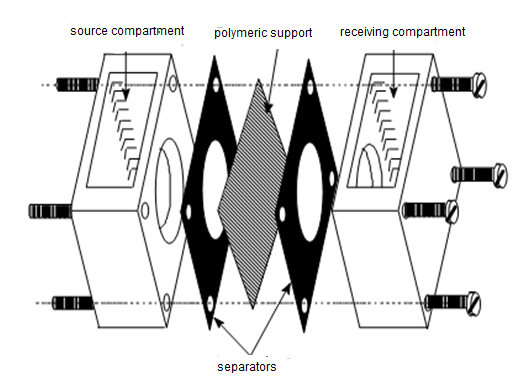 source compartment
polymeric support
receiving compartment
separators